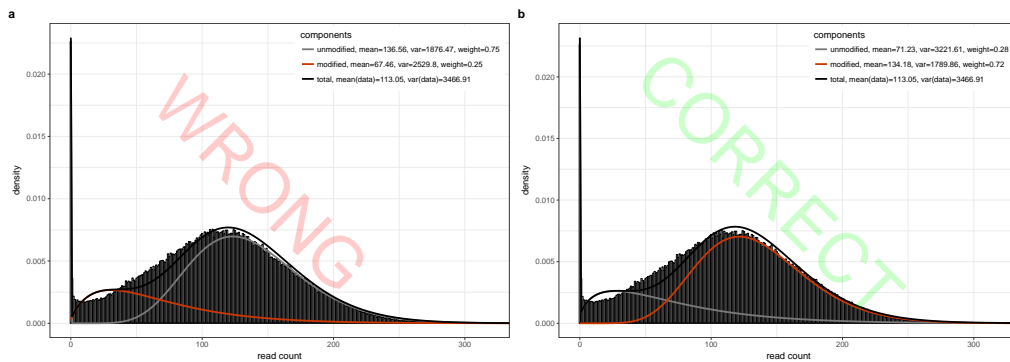 a
components
unmodified, mean=136.56, var=1876.47, weight=0.75
modified, mean=67.46, var=2529.8, weight=0.25
total, mean(data)=113.05, var(data)=3466.91
WRONG
density
0.020
0.015
0.010
0.005
0.000
0
100
200
300
read count
b
components
unmodified, mean=71.23, var=3221.61, weight=0.28
modified, mean=134.18, var=1789.86, weight=0.72
total, mean(data)=113.05, var(data)=3466.91
CORRECT
density
0.020
0.015
0.010
0.005
0.000
0
100
200
300
read count